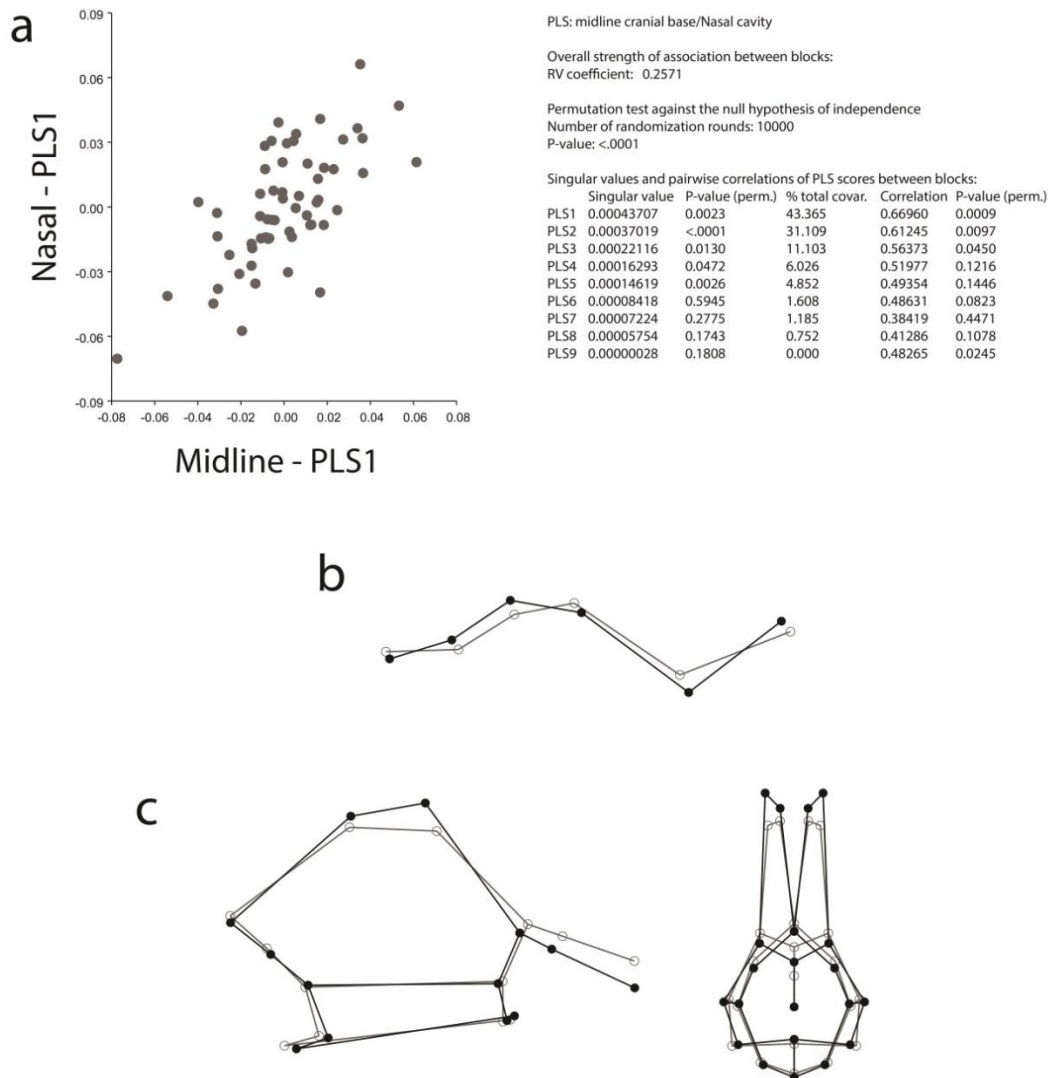 a
0.09
0.06
0.03
0.00
-0.03
-0.06
-0.09
-0.08 -0.06 -0.04 -0.02 0.00 0.02 0.04 0.06 0.08
Nasal - PLS1
Midline - PLS1
PLS: midline cranial base/Nasal cavity
Overall strength of association between blocks:
RV coefficient: 0.2571
Permutation test against the null hypothesis of independence
Number of randomization rounds: 10000
P-value: <.0001
Singular values and pairwise correlations of PLS scores between blocks:
Singular value P-value (perm.) % total covar. Correlation P-value (perm.)
PLS1 0.00043707 0.0023 43.365 0.66960 0.0009
PLS2 0.00037019 <.0001 31.109 0.61245 0.0097
PLS3 0.00022116 0.0130 11.103 0.56373 0.0450
PLS4 0.00016293 0.0472 6.026 0.51977 0.1216
PLS5 0.00014619 0.0026 4.852 0.49354 0.1446
PLS6 0.00008418 0.5945 1.608 0.48631 0.0823
PLS7 0.00007224 0.2775 1.185 0.38419 0.4471
PLS8 0.00005754 0.1743 0.752 0.41286 0.1078
PLS9 0.00000028 0.1808 0.000 0.48265 0.0245
b
c